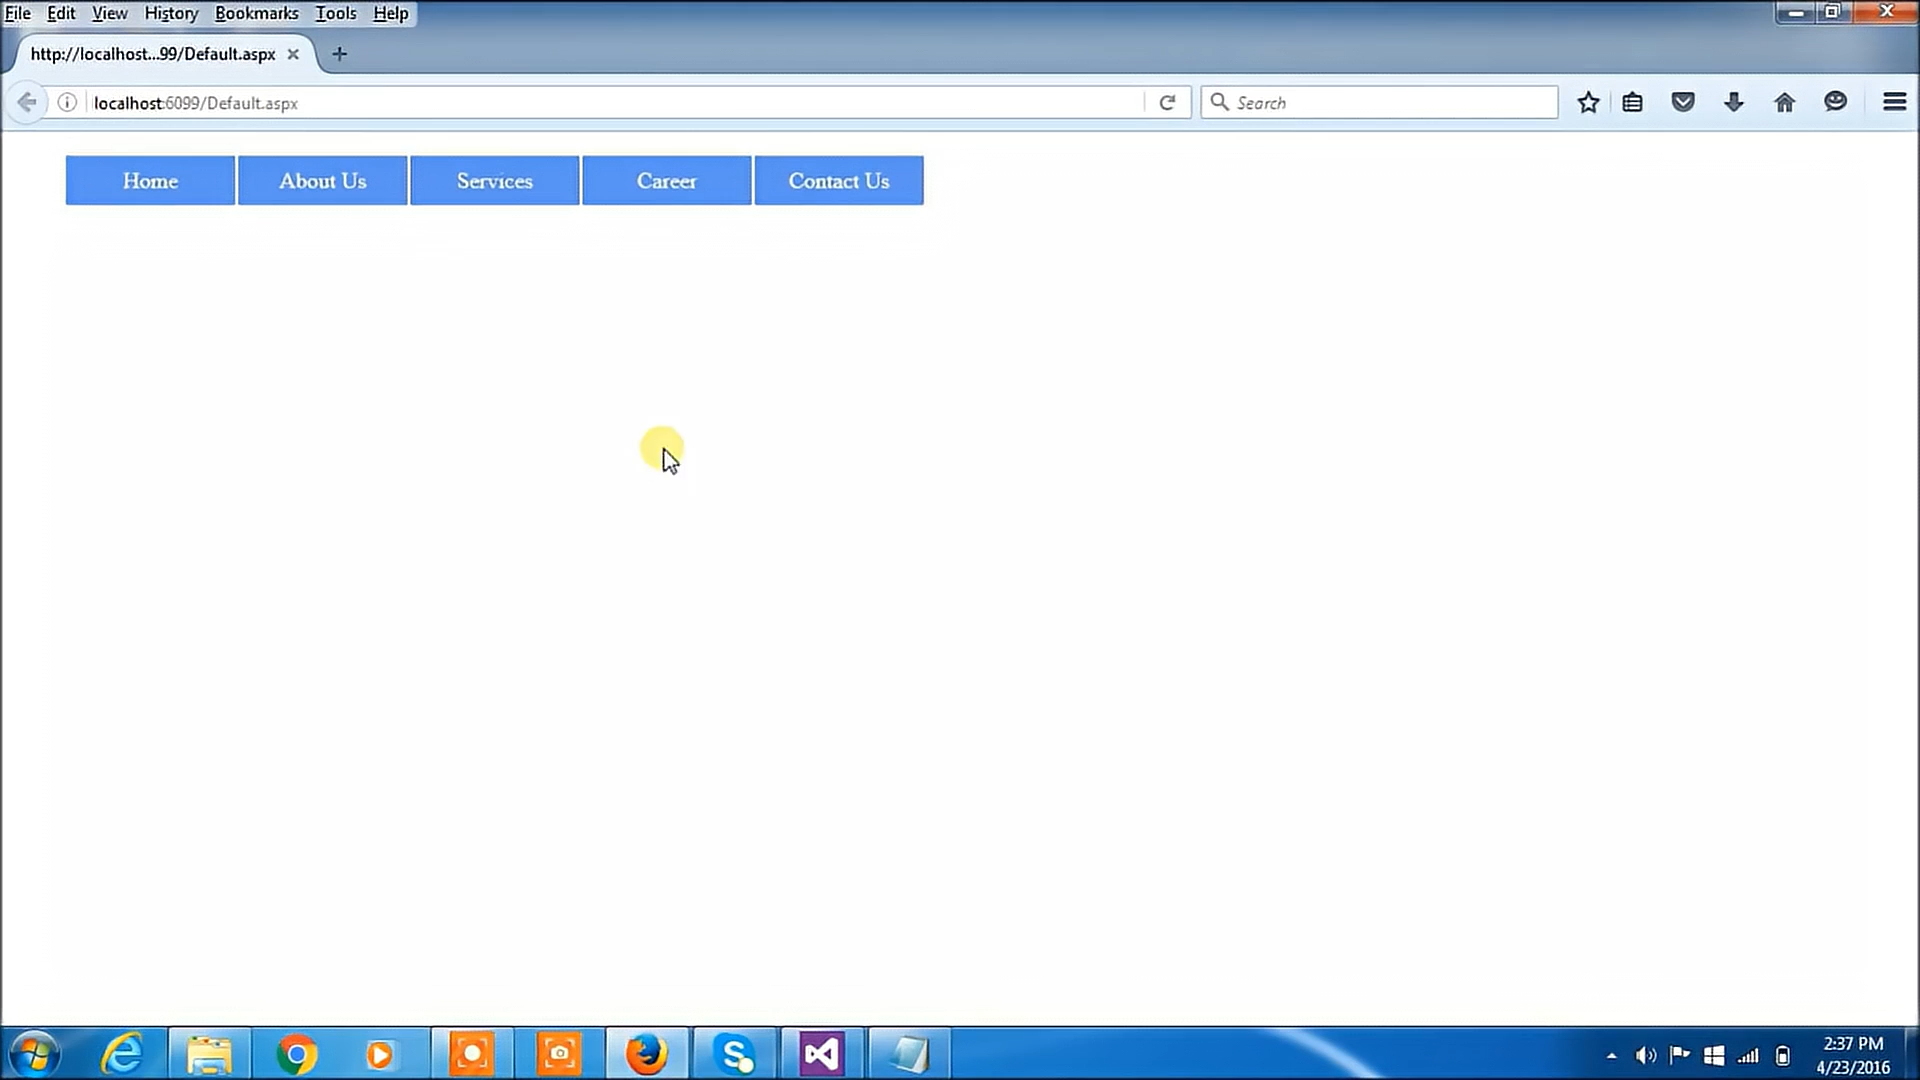 File Edit View History Bookmarks Tools Help
http://localhost...99/Default.aspx
localhost:6099/Default.aspx
Search
Home About Us Services Career Contact Us
2:37 PM
4/23/2016